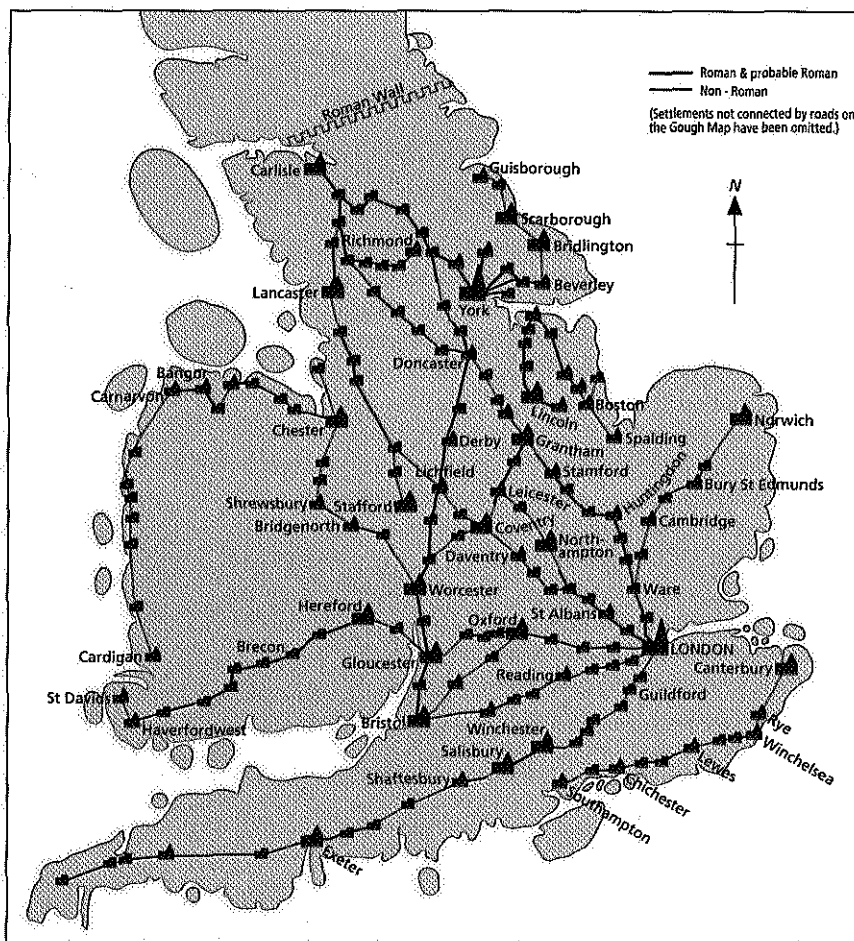 Roman & probable Roman
Non - Roman
(Settlements not connected by roads on
the Gough Map have been omitted.)
Roman Wall
N
Carlisle
Guisborough
Scarborough
Richmond
Bridlington
Lancaster
York
Beverley
Doncaster
Bangor
Carnarvon
Chester
Lincoln
Boston
Norwich
Derby
Grantham
Spalding
Lichfield
Stamford
Huntingdon
Bury St Edmunds
Shrewsbury
Stafford
Leicester
Bridgenorth
Coventry
Cambridge
Daventry
North-
ampton
Worcester
Ware
Hereford
Oxford
St Albans
Brecon
LONDON
Cardigan
Gloucester
Canterbury
Reading
St Davids
Guildford
Haverfordwest
Bristol
Winchester
Rye
Salisbury
Winchelsea
Shaftesbury
Lewes
Chichester
Southampton
Exeter